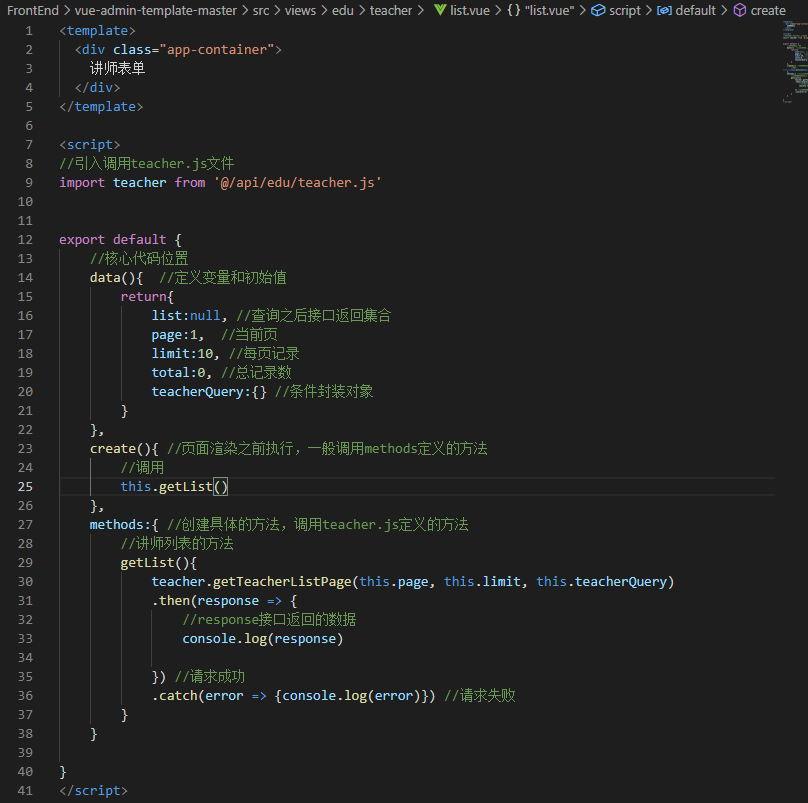 FrontEnd > vue-admin-template-master > src > views > edu > teacher > list.vue > {} "list.vue" > script > default > create
1 <template>
2 <div class="app-container">
3 讲师表单
4 </div>
5 </template>
6
7 <script>
8 //引入调用teacher.js文件
9 import teacher from '@/api/edu/teacher.js'
10
11
12 export default {
13 //核心代码位置
14 data(){ //定义变量和初始值
15 return{
16 list:null, //查询之后接口返回集合
17 page:1, //当前页
18 limit:10, //每页记录
19 total:0, //总记录数
20 teacherQuery:{} //条件封装对象
21 }
22 },
23 create(){ //页面渲染之前执行，一般调用methods定义的方法
24 //调用
25 this.getList()
26 },
27 methods:{ //创建具体的方法，调用teacher.js定义的方法
28 //讲师列表的方法
29 getList(){
30 teacher.getTeacherListPage(this.page, this.limit, this.teacherQuery)
31 .then(response => {
32 //response接口返回的数据
33 console.log(response)
34
35 }) //请求成功
36 .catch(error => {console.log(error)}) //请求失败
37 }
38 }
39
40 }
41 </script>